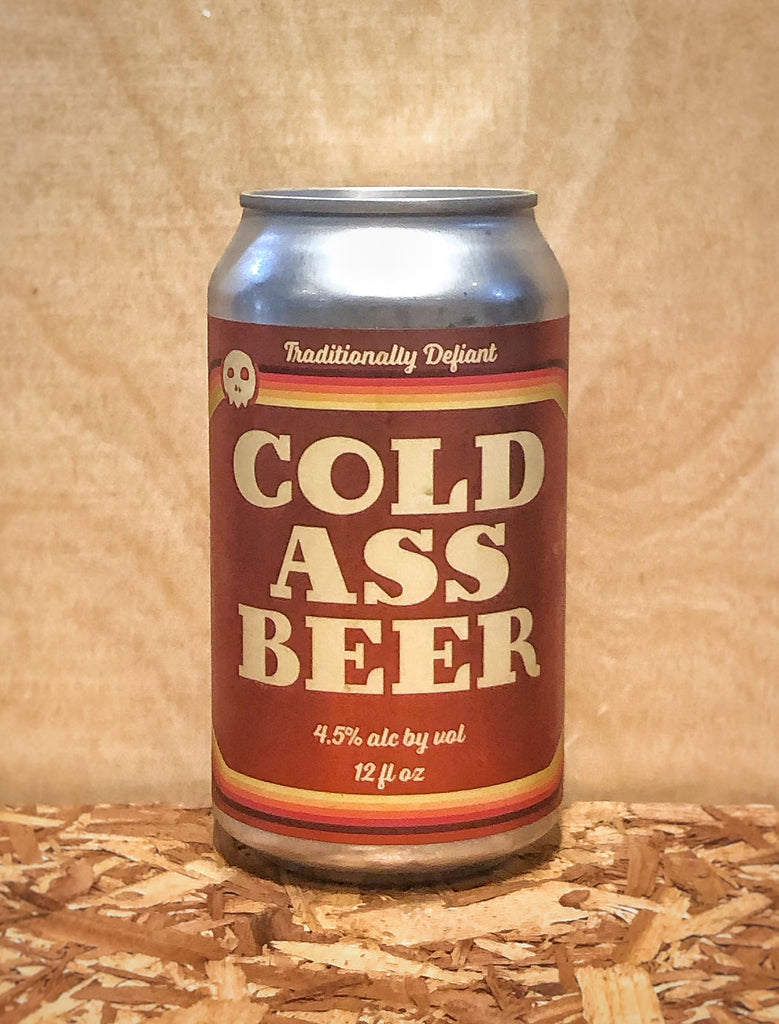 Traditionally Defiant
COLD
ASS
BEER
4.5% alc by vol
12 fl oz